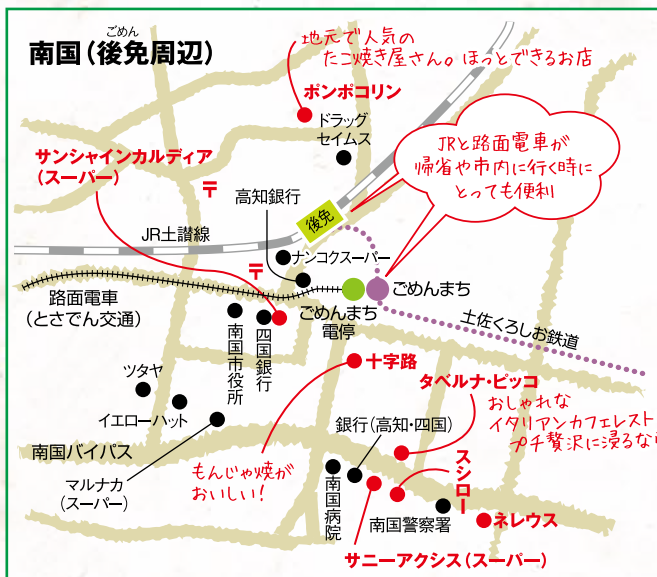 ごめん
南国（後免周辺）
地元で人気の
たこ焼き屋さん。ほっとできるお店
ポンポコリン
ドラッグ
セイムス
サンシャインカルディア
（スーパー）
〒
高知銀行
JRと路面電車が
帰省や市内に行く時に
とっても便利
後免
JR土讃線
ナンコクスーパー
〒
路面電車
（とさでん交通）
ごめんまち
ごめんまち
電停
土佐くろしお鉄道
南国市役所
四国銀行
十字路
ツタヤ
タベルナ・ピッコ
おしゃれな
イタリアンカフェレスト
プチ贅沢に浸るなら
イエローハット
銀行（高知・四国）
南国バイパス
マルナカ
（スーパー）
もんじゃ焼が
おいしい！
南国病院
スシロー
南国警察署
ネレウス
サニーアクシス（スーパー）